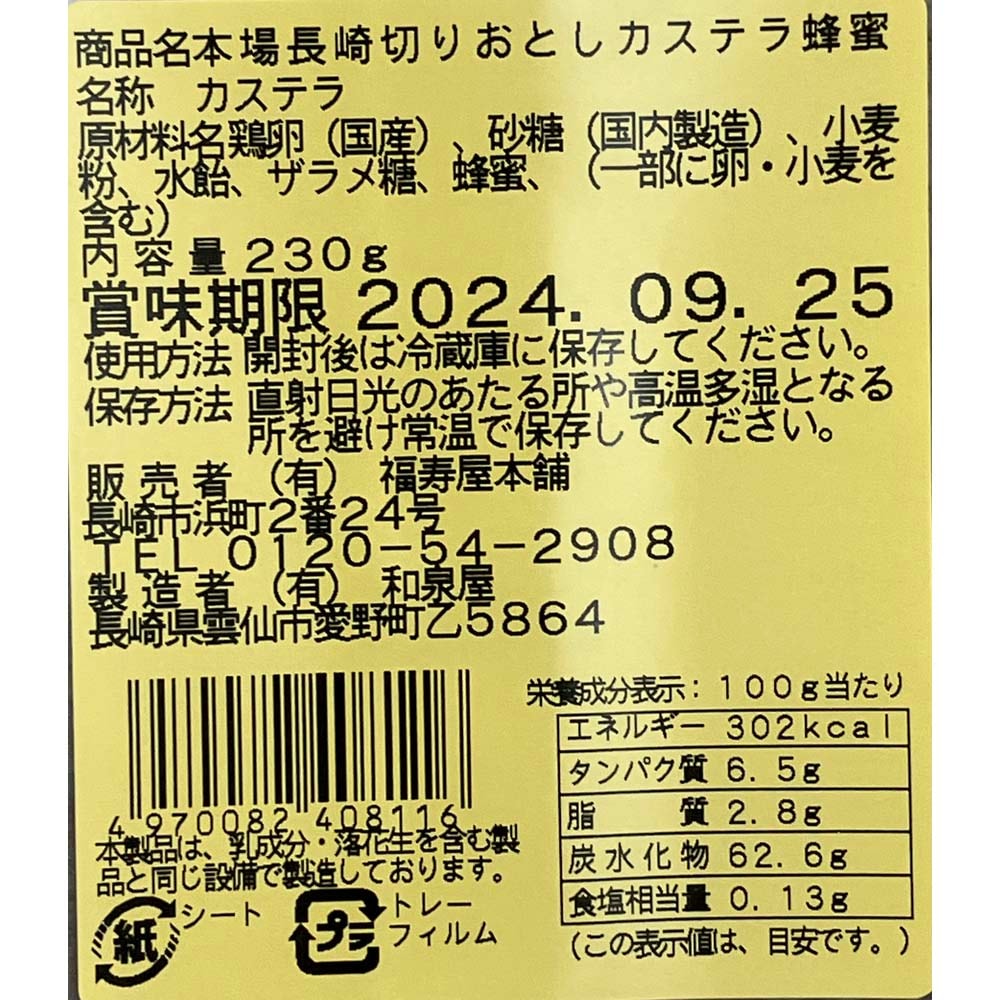 商品名本場長崎切りおとしカステラ蜂蜜
名称 カステラ
原材料名鶏卵(国産)、砂糖(国内製造)、小麦
粉、水飴、ザラメ糖、蜂蜜、(一部に卵・小麦を
含む)
内容量230g
賞味期限 2024. 09. 25
使用方法 開封後は冷蔵庫に保存してください。
保存方法 直射日光のあたる所や高温多湿となる
所を避け常温で保存してください。
販売者 (有) 福寿屋本舗
長崎市浜町2番24号
TEL 0120-54-2908
製造者 (有) 和泉屋
長崎県雲仙市愛野町乙5864
4 970082 408116
本製品は、乳成分・落花生を含む製
品と同じ設備で製造しております。
紙 シート
プラ トレー
フィルム
栄養成分表示:100g当たり
エネルギー 302kcal
タンパク質 6.5g
脂質 2.8g
炭水化物 62.6g
食塩相当量 0.13g
(この表示値は、目安です。)